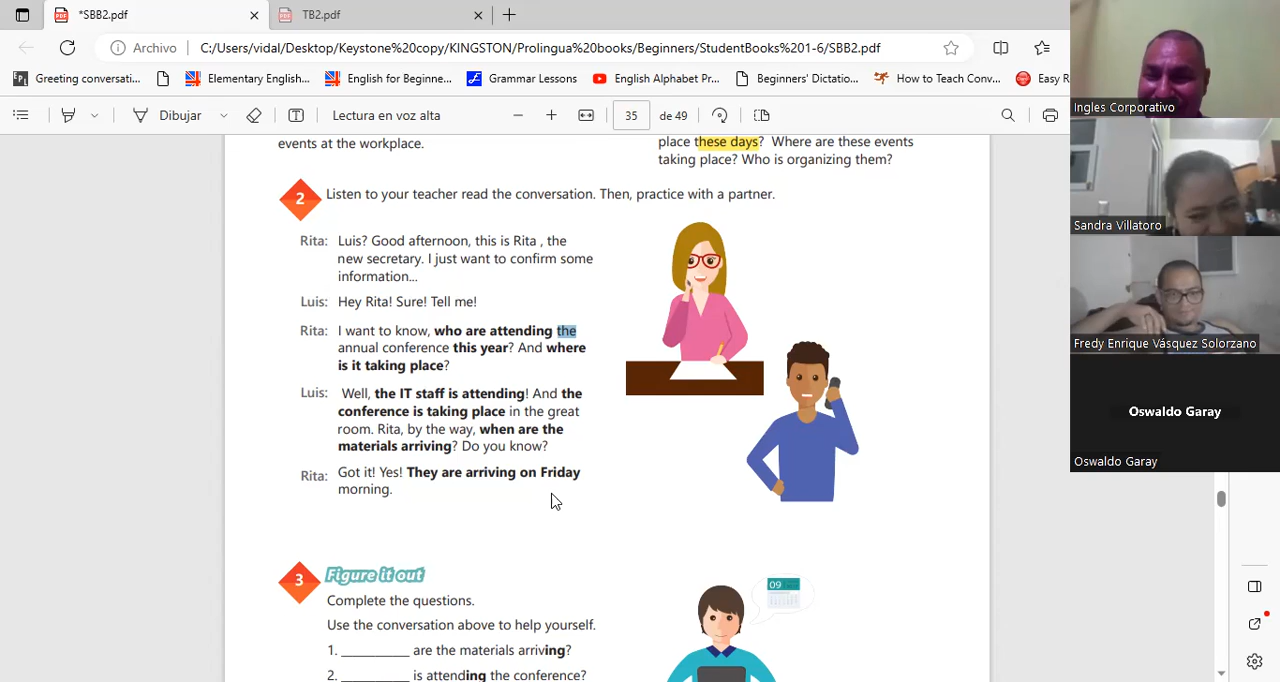 *SBB2.pdf
TB2.pdf
Archivo
C:/Users/vidal/Desktop/Keystone%20copy/KINGSTON/Prolingua%20books/Beginners/StudentBooks%201-6/SBB2.pdf
Greeting conversati...
Elementary English...
English for Beginne...
Grammar Lessons
English Alphabet Pr...
Beginners' Dictatio...
How to Teach Conv...
Easy R
Dibujar
Lectura en voz alta
35
de 49
events at the workplace.
place these days? Where are these events
taking place? Who is organizing them?
2
Listen to your teacher read the conversation. Then, practice with a partner.
Rita: Luis? Good afternoon, this is Rita , the
new secretary. I just want to confirm some
information...
Luis: Hey Rita! Sure! Tell me!
Rita: I want to know, who are attending the
annual conference this year? And where
is it taking place?
Luis: Well, the IT staff is attending! And the
conference is taking place in the great
room. Rita, by the way, when are the
materials arriving? Do you know?
Rita: Got it! Yes! They are arriving on Friday
morning.
3
Figure it out
Complete the questions.
Use the conversation above to help yourself.
1. __________ are the materials arriving?
2. __________ is attending the conference?
09
Ingles Corporativo
Sandra Villatoro
Fredy Enrique Vásquez Solorzano
Oswaldo Garay
Oswaldo Garay